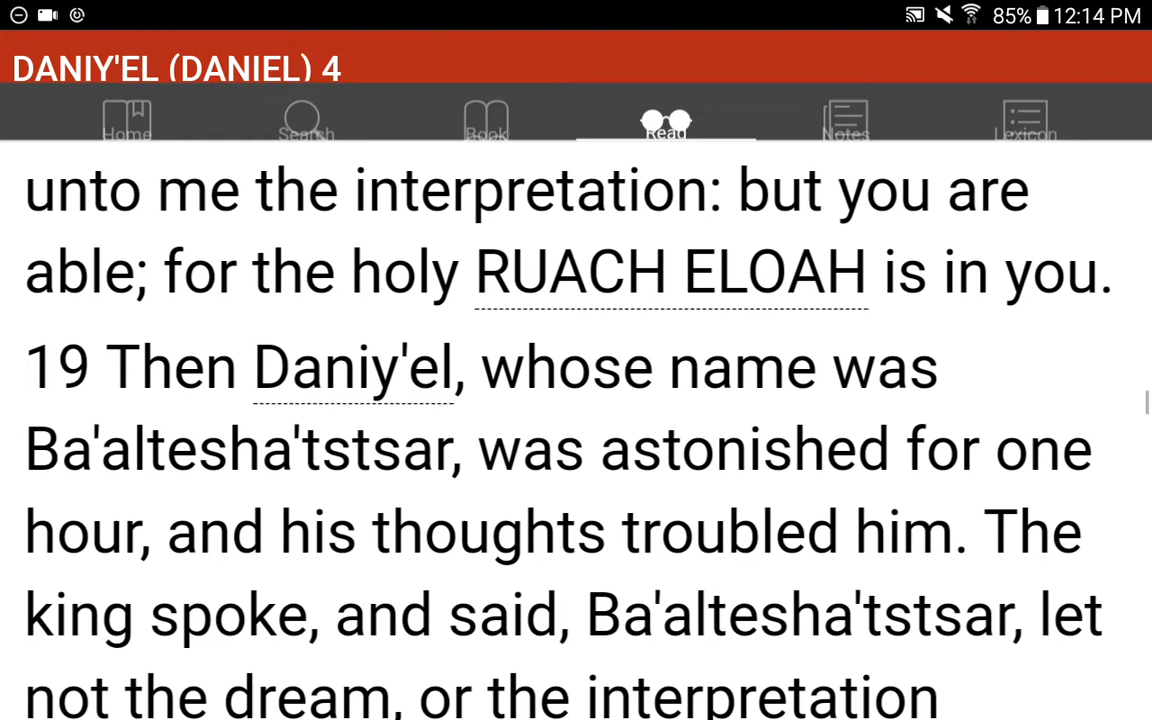 85% 12:14 PM
DANIY'EL (DANIEL) 4
Home Search Book Read Notes Lexicon
unto me the interpretation: but you are
able; for the holy RUACH ELOAH is in you.
19 Then Daniy'el, whose name was
Ba'altesha'tstsar, was astonished for one
hour, and his thoughts troubled him. The
king spoke, and said, Ba'altesha'tstsar, let
not the dream, or the interpretation